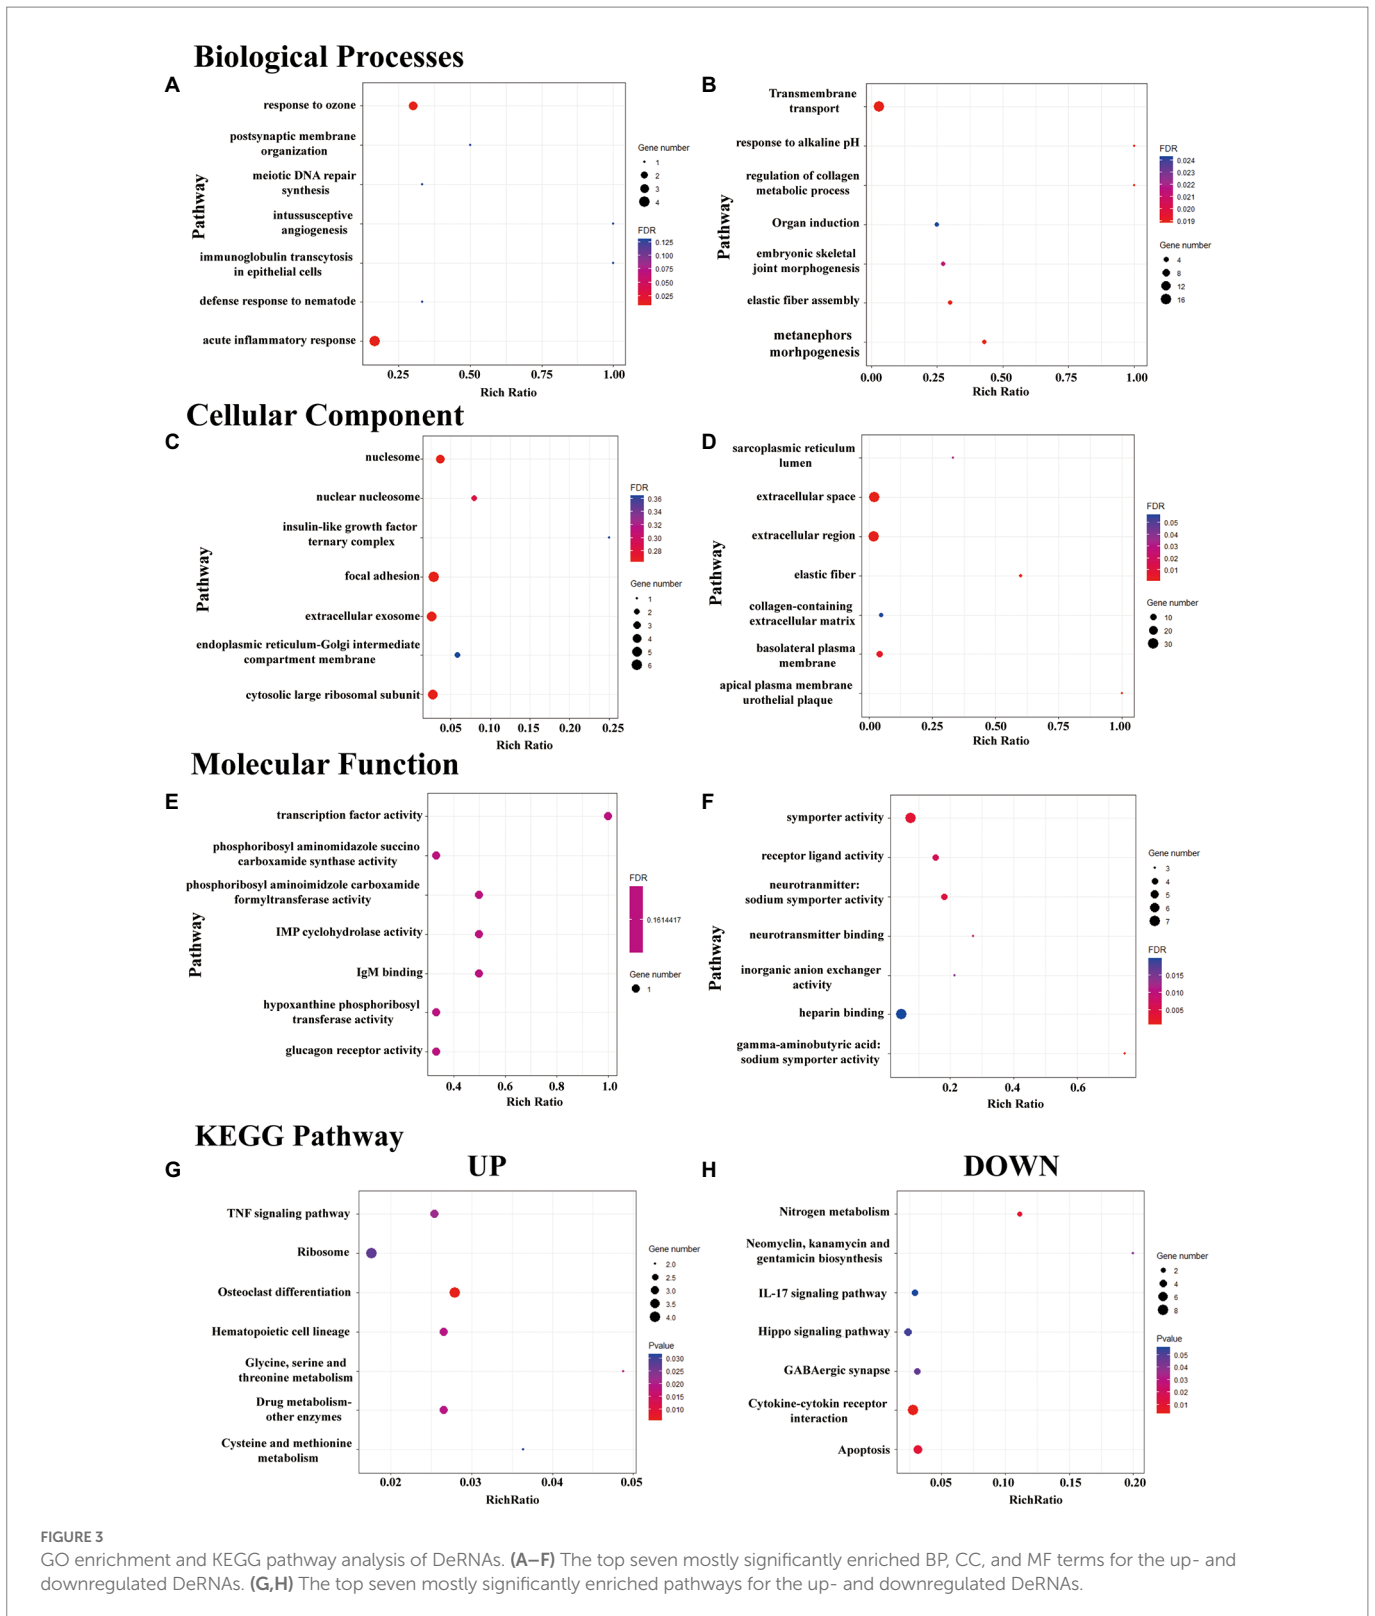 Biological Processes
A
Pathway
response to ozone
postsynaptic membrane
organization
meiotic DNA repair
synthesis
intussusceptive
angiogenesis
immunoglobulin transcytosis
in epithelial cells
defense response to nematode
acute inflammatory response
0.25 0.50 0.75 1.00
Rich Ratio
Gene number
1
2
3
4
FDR
0.125
0.100
0.075
0.050
0.025
B
Pathway
Transmembrane
transport
response to alkaline pH
regulation of collagen
metabolic process
Organ induction
embryonic skeletal
joint morphogenesis
elastic fiber assembly
metanephors
morhpogenesis
0.00 0.25 0.50 0.75 1.00
Rich Ratio
FDR
0.024
0.023
0.022
0.021
0.020
0.019
Gene number
4
8
12
16
Cellular Component
C
Pathway
nuclesome
nuclear nucleosome
insulin-like growth factor
ternary complex
focal adhesion
extracellular exosome
endoplasmic reticulum-Golgi intermediate
compartment membrane
cytosolic large ribosomal subunit
0.05 0.10 0.15 0.20 0.25
Rich Ratio
FDR
0.36
0.34
0.32
0.30
0.28
Gene number
1
2
3
4
5
6
D
Pathway
sarcoplasmic reticulum
lumen
extracellular space
extracellular region
elastic fiber
collagen-containing
extracellular matrix
basolateral plasma
membrane
apical plasma membrane
urothelial plaque
0.00 0.25 0.50 0.75 1.00
Rich Ratio
FDR
0.05
0.04
0.03
0.02
0.01
Gene number
10
20
30
Molecular Function
E
Pathway
transcription factor activity
phosphoribosyl aminomidazole succino
carboxamide synthase activity
phosphoribosyl aminoimidzole carboxamide
formyltransferase activity
IMP cyclohydrolase activity
IgM binding
hypoxanthine phosphoribosyl
transferase activity
glucagon receptor activity
0.4 0.6 0.8 1.0
Rich Ratio
FDR
0.1614417
Gene number
1
F
Pathway
symporter activity
receptor ligand activity
neurotranmitter:
sodium symporter activity
neurotransmitter binding
inorganic anion exchanger
activity
heparin binding
gamma-aminobutyric acid:
sodium symporter activity
0.2 0.4 0.6
Rich Ratio
Gene number
3
4
5
6
7
FDR
0.015
0.010
0.005
KEGG Pathway
G
UP
TNF signaling pathway
Ribosome
Osteoclast differentiation
Hematopoietic cell lineage
Glycine, serine and
threonine metabolism
Drug metabolism-
other enzymes
Cysteine and methionine
metabolism
0.02 0.03 0.04 0.05
RichRatio
Gene number
2.0
2.5
3.0
3.5
4.0
Pvalue
0.030
0.025
0.020
0.015
0.010
H
DOWN
Nitrogen metabolism
Neomyclin, kanamycin and
gentamicin biosynthesis
IL-17 signaling pathway
Hippo signaling pathway
GABAergic synapse
Cytokine-cytokin receptor
interaction
Apoptosis
0.05 0.10 0.15 0.20
RichRatio
Gene number
2
4
6
8
Pvalue
0.05
0.04
0.03
0.02
0.01
FIGURE 3
GO enrichment and KEGG pathway analysis of DeRNAs. (A–F) The top seven mostly significantly enriched BP, CC, and MF terms for the up- and
downregulated DeRNAs. (G,H) The top seven mostly significantly enriched pathways for the up- and downregulated DeRNAs.